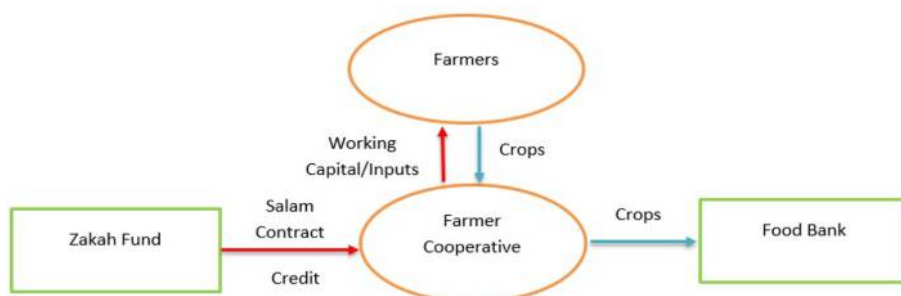 Farmers
Working
Capital/Inputs
Crops
Zakah Fund
Salam
Contract
Credit
Farmer
Cooperative
Crops
Food Bank